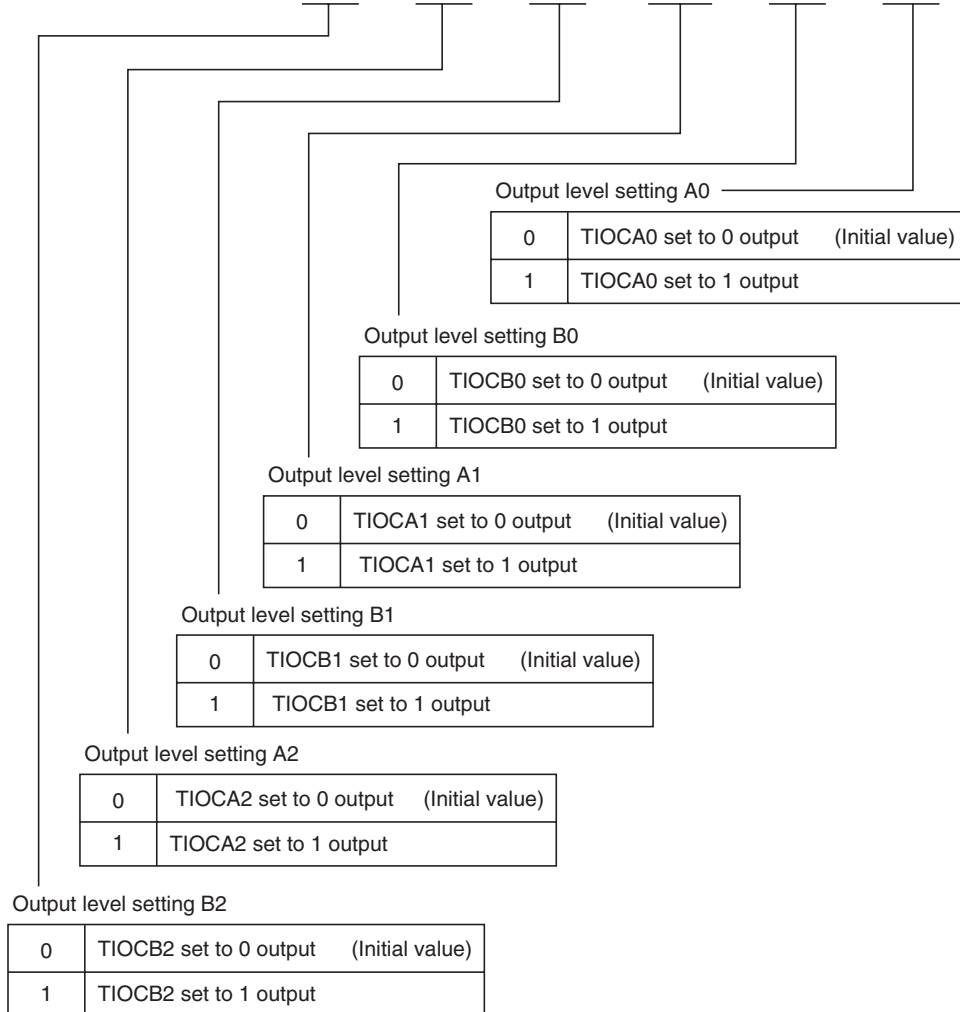 Output level setting A0
0 TIOCA0 set to 0 output (Initial value)
1 TIOCA0 set to 1 output
Output level setting B0
0 TIOCB0 set to 0 output (Initial value)
1 TIOCB0 set to 1 output
Output level setting A1
0 TIOCA1 set to 0 output (Initial value)
1 TIOCA1 set to 1 output
Output level setting B1
0 TIOCB1 set to 0 output (Initial value)
1 TIOCB1 set to 1 output
Output level setting A2
0 TIOCA2 set to 0 output (Initial value)
1 TIOCA2 set to 1 output
Output level setting B2
0 TIOCB2 set to 0 output (Initial value)
1 TIOCB2 set to 1 output